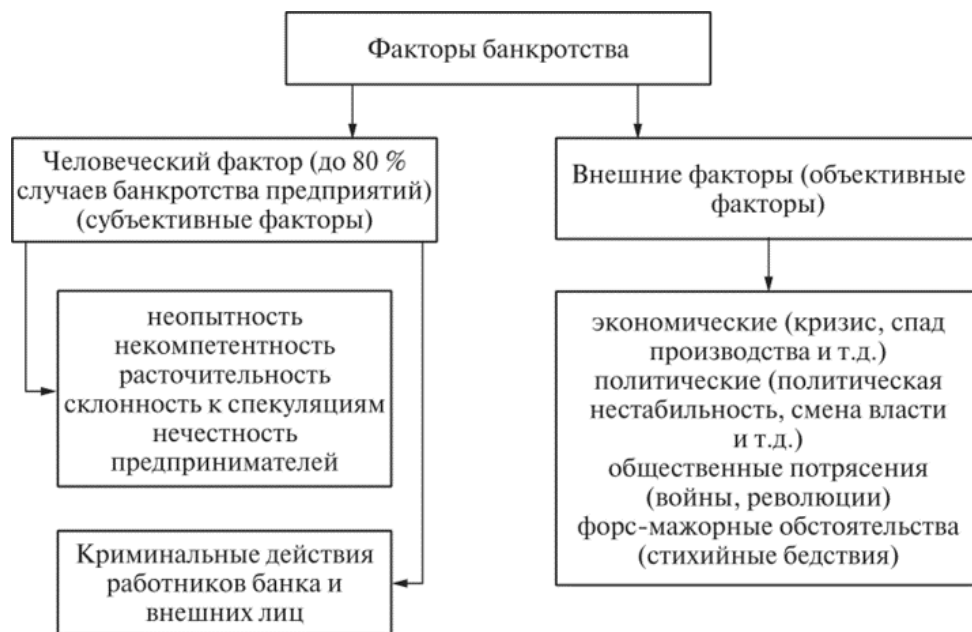 Факторы банкротства
Человеческий фактор (до 80 %
случаев банкротства предприятий)
(субъективные факторы)
Внешние факторы (объективные
факторы)
неопытность
некомпетентность
расточительность
склонность к спекуляциям
нечестность
предпринимателей
экономические (кризис, спад
производства и т.д.)
политические (политическая
нестабильность, смена власти
и т.д.)
общественные потрясения
(войны, революции)
форс-мажорные обстоятельства
(стихийные бедствия)
Криминальные действия
работников банка и
внешних лиц